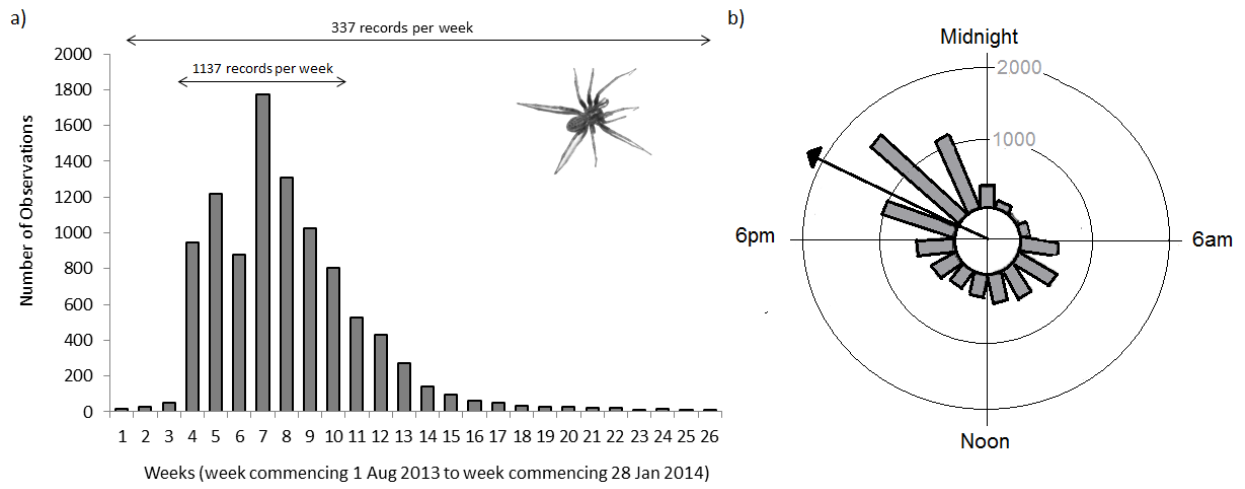 a)
337 records per week
1137 records per week
2000
1800
1600
1400
1200
1000
800
600
400
200
0
Number of Observations
1 2 3 4 5 6 7 8 9 10 11 12 13 14 15 16 17 18 19 20 21 22 23 24 25 26
Weeks (week commencing 1 Aug 2013 to week commencing 28 Jan 2014)
b)
Midnight
2000
1000
6pm
6am
Noon